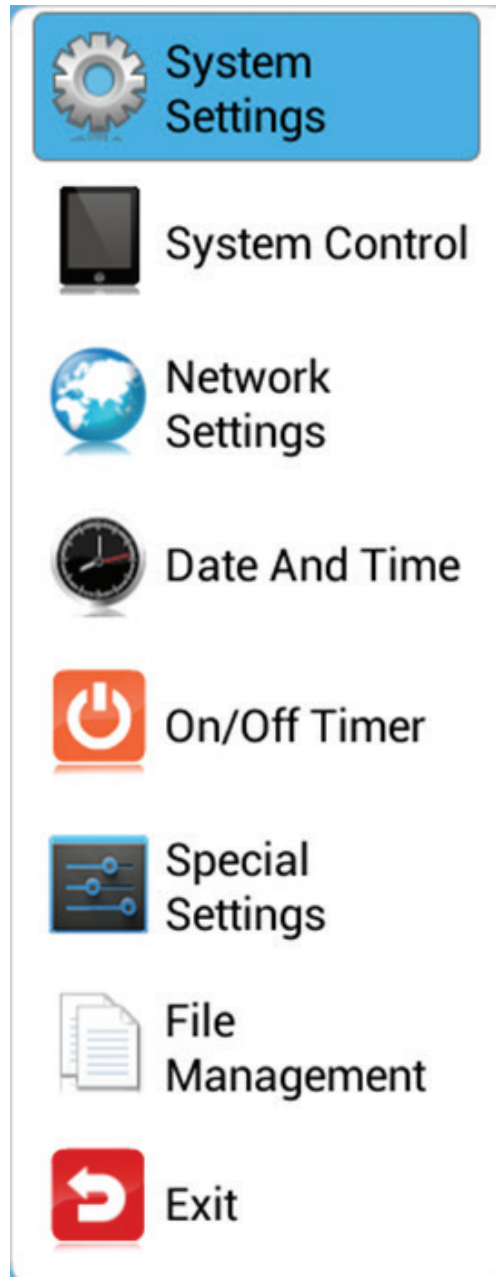 System
Settings
System Control
Network
Settings
Date And Time
On/Off Timer
Special
Settings
File
Management
Exit